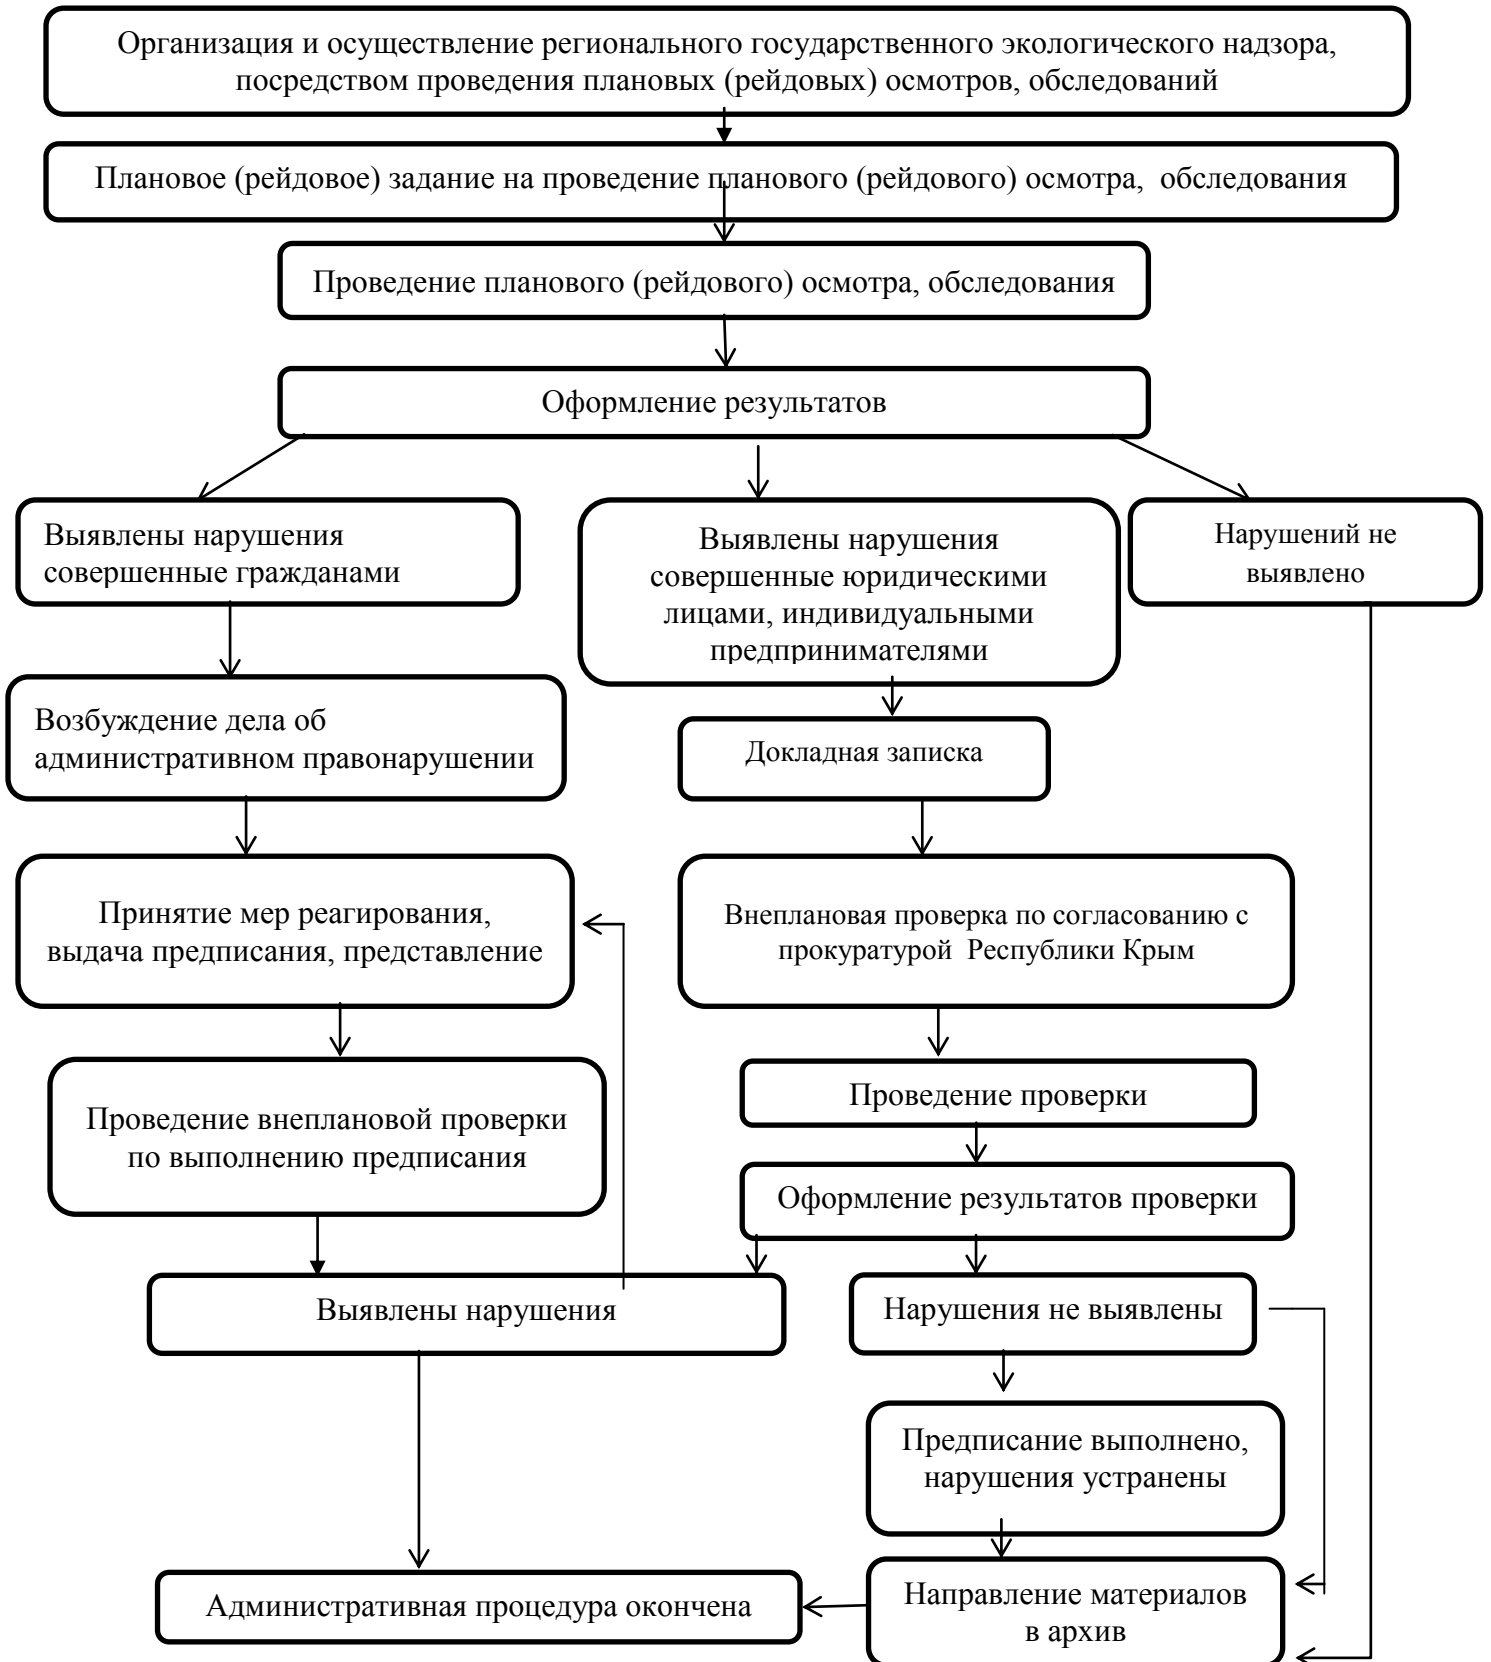 Организация и осуществление регионального государственного экологического надзора,
посредством проведения плановых (рейдовых) осмотров, обследований
Плановое (рейдовое) задание на проведение планового (рейдового) осмотра, обследования
Проведение планового (рейдового) осмотра, обследования
Оформление результатов
Выявлены нарушения
совершенные гражданами
Выявлены нарушения
совершенные юридическими
лицами, индивидуальными
предпринимателями
Нарушений не
выявлено
Возбуждение дела об
административном правонарушении
Докладная записка
Принятие мер реагирования,
выдача предписания, представление
Внеплановая проверка по согласованию с
прокуратурой Республики Крым
Проведение внеплановой проверки
по выполнению предписания
Проведение проверки
Оформление результатов проверки
Выявлены нарушения
Нарушения не выявлены
Предписание выполнено,
нарушения устранены
Административная процедура окончена
Направление материалов
в архив